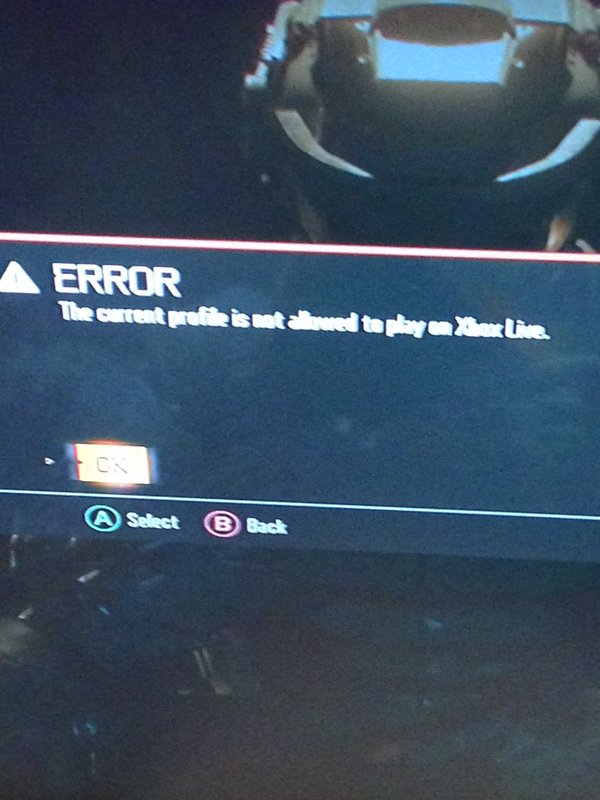 ERROR
The current profile is not allowed to play on Xbox Live.
OK
A Select B Back